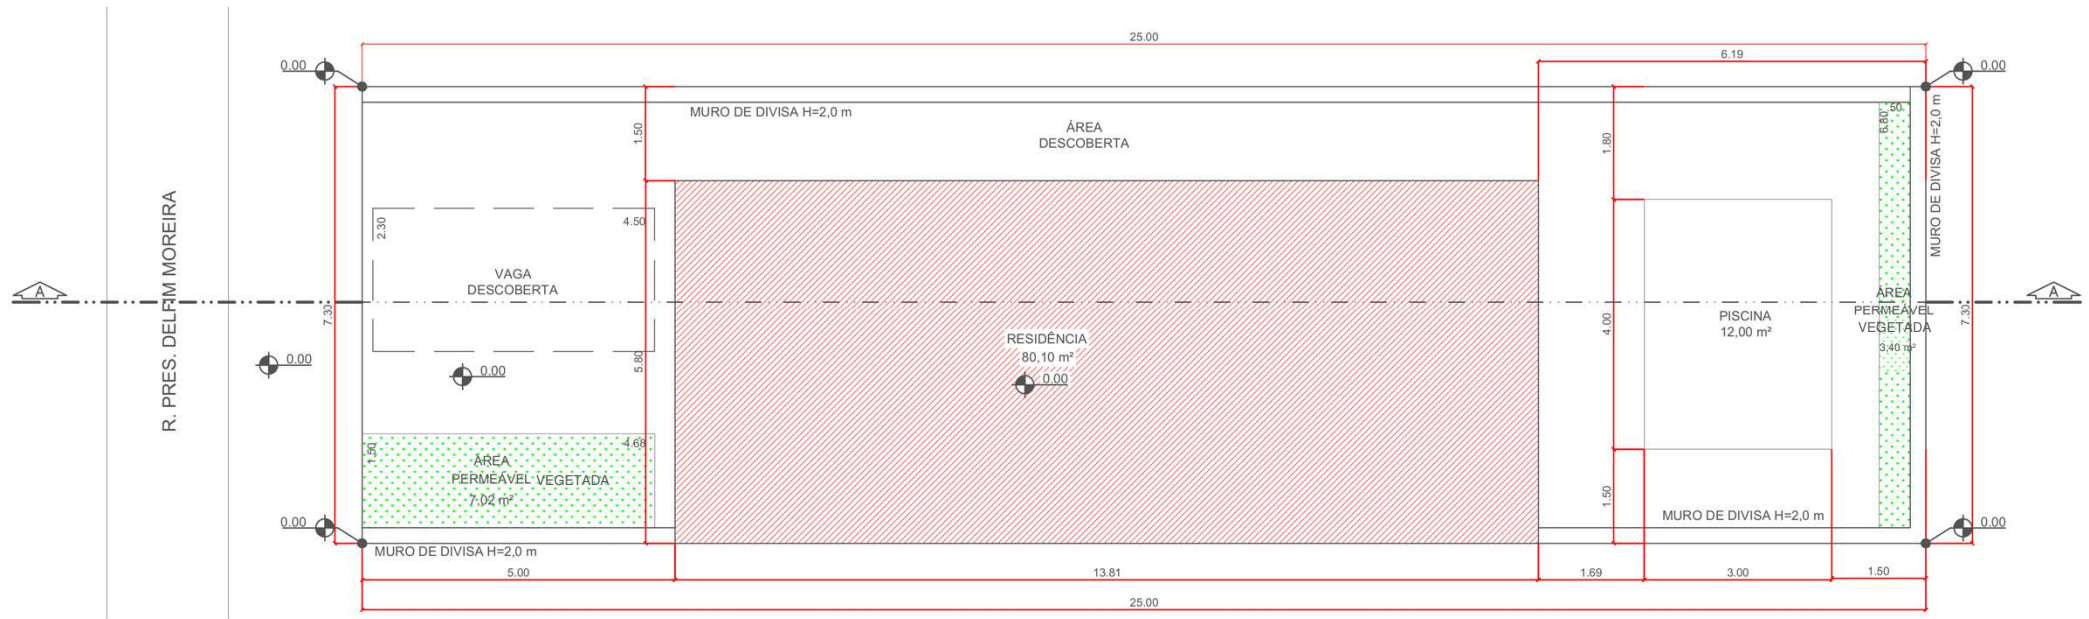 25.00
6.19
0.00
0.00
MURO DE DIVISA H=2,0 m
ÁREA
DESCOBERTA
1.50
1.80
.50
6.80
MURO DE DIVISA H=2,0 m
R. PRES. DELFIM MOREIRA
2.30
4.50
VAGA
DESCOBERTA
A
A
7.30
5.80
0.00
0.00
RESIDÊNCIA
80,10 m²
0.00
4.00
PISCINA
12,00 m²
ÁREA
PERMEÁVEL
VEGETADA
3,40 m²
7.30
1.50
4.68
ÁREA
PERMEÁVEL VEGETADA
7,02 m²
1.50
MURO DE DIVISA H=2,0 m
0.00
0.00
MURO DE DIVISA H=2,0 m
5.00
13.81
1.69
3.00
1.50
25.00